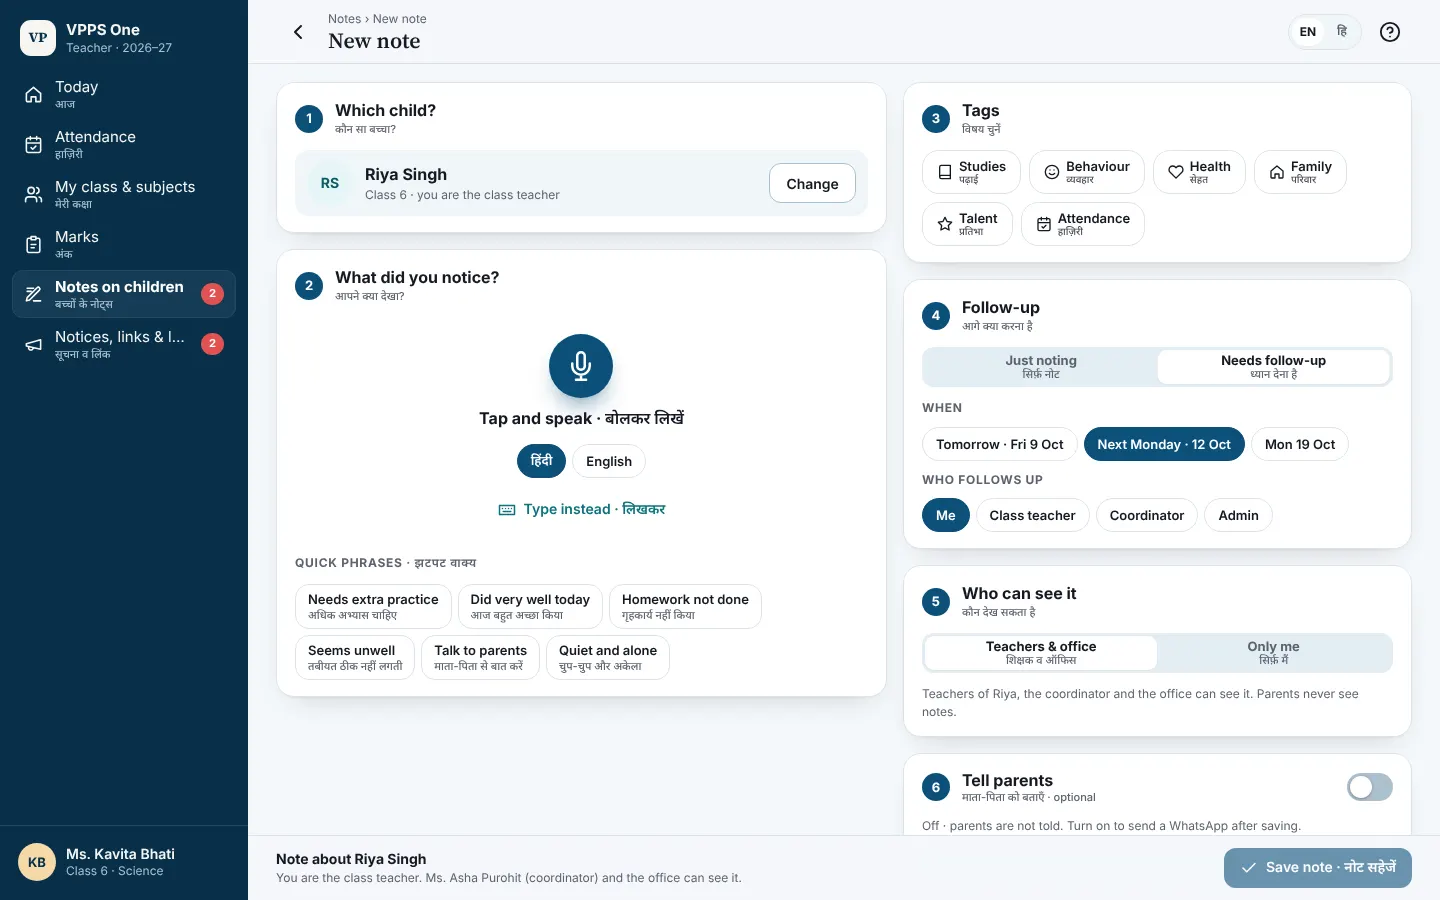 VP
VPPS One
Teacher · 2026–27
Today
आज
Attendance
हाज़िरी
My class & subjects
मेरी कक्षा
Marks
अंक
Notes on children
बच्चों के नोट्स
2
Notices, links & l...
सूचना व लिंक
2
KB
Ms. Kavita Bhati
Class 6 · Science
Notes › New note
New note
EN
हि
?
1
Which child?
कौन सा बच्चा?
RS
Riya Singh
Class 6 · you are the class teacher
Change
2
What did you notice?
आपने क्या देखा?
Tap and speak · बोलकर लिखें
हिंदी
English
Type instead · लिखकर
QUICK PHRASES · झटपट वाक्य
Needs extra practice
अधिक अभ्यास चाहिए
Did very well today
आज बहुत अच्छा किया
Homework not done
गृहकार्य नहीं किया
Seems unwell
तबीयत ठीक नहीं लगती
Talk to parents
माता-पिता से बात करें
Quiet and alone
चुप-चुप और अकेला
3
Tags
विषय चुनें
Studies
पढ़ाई
Behaviour
व्यवहार
Health
सेहत
Family
परिवार
Talent
प्रतिभा
Attendance
हाज़िरी
4
Follow-up
आगे क्या करना है
Just noting
सिर्फ़ नोट
Needs follow-up
ध्यान देना है
WHEN
Tomorrow · Fri 9 Oct
Next Monday · 12 Oct
Mon 19 Oct
WHO FOLLOWS UP
Me
Class teacher
Coordinator
Admin
5
Who can see it
कौन देख सकता है
Teachers & office
शिक्षक व ऑफिस
Only me
सिर्फ़ मैं
Teachers of Riya, the coordinator and the office can see it. Parents never see
notes.
6
Tell parents
माता-पिता को बताएँ · optional
Off · parents are not told. Turn on to send a WhatsApp after saving.
Note about Riya Singh
You are the class teacher. Ms. Asha Purohit (coordinator) and the office can see it.
Save note · नोट सहेजें